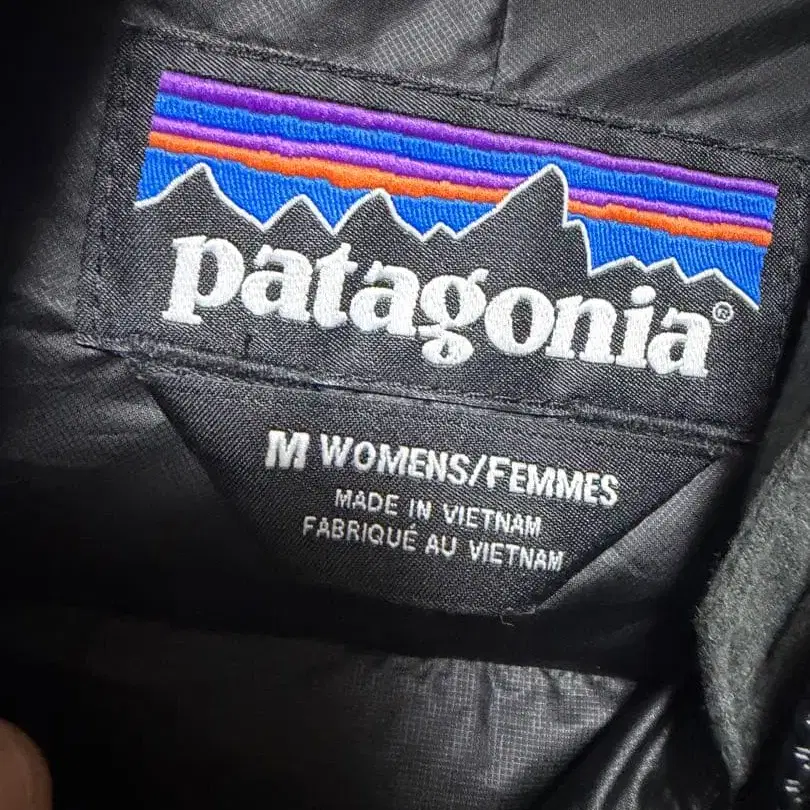 patagonia®
M WOMENS/FEMMES
MADE IN VIETNAM
FABRIQUÉ AU VIETNAM